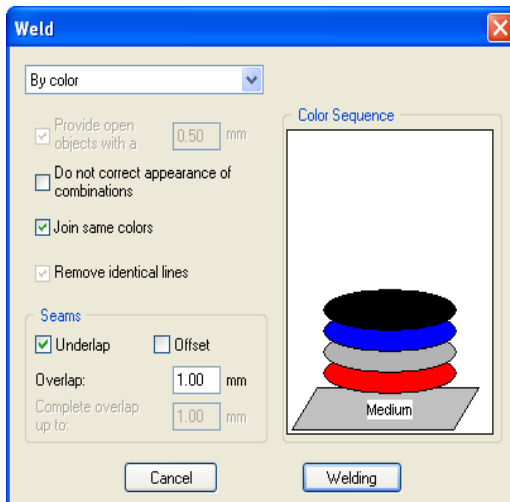 Weld
By color
Provide open
objects with a
0.50 mm
Do not correct appearance of
combinations
Join same colors
Remove identical lines
Seams
Underlap
Offset
Overlap:
1.00 mm
Complete overlap
up to:
1.00 mm
Color Sequence
Medium
Cancel
Welding